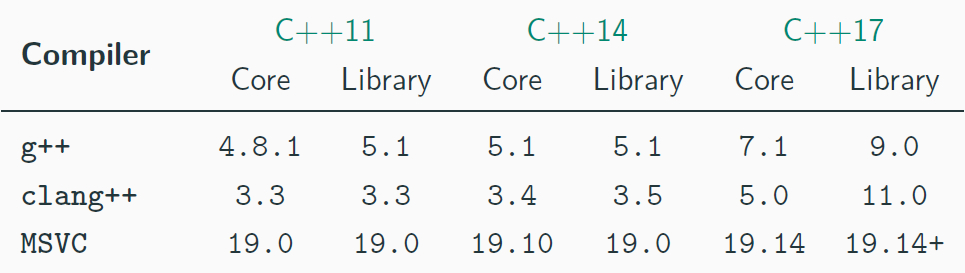 C++11 C++14 C++17
Compiler
Core Library Core Library Core Library
g++ 4.8.1 5.1 5.1 5.1 7.1 9.0
clang++ 3.3 3.3 3.4 3.5 5.0 11.0
MSVC 19.0 19.0 19.10 19.0 19.14 19.14+